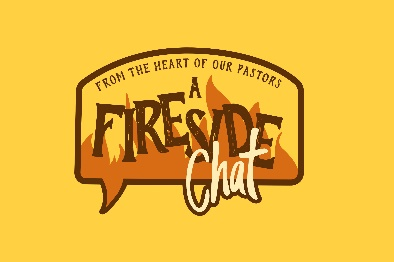 FROM THE HEART OF OUR PASTORS
A
FIRESIDE
Chat